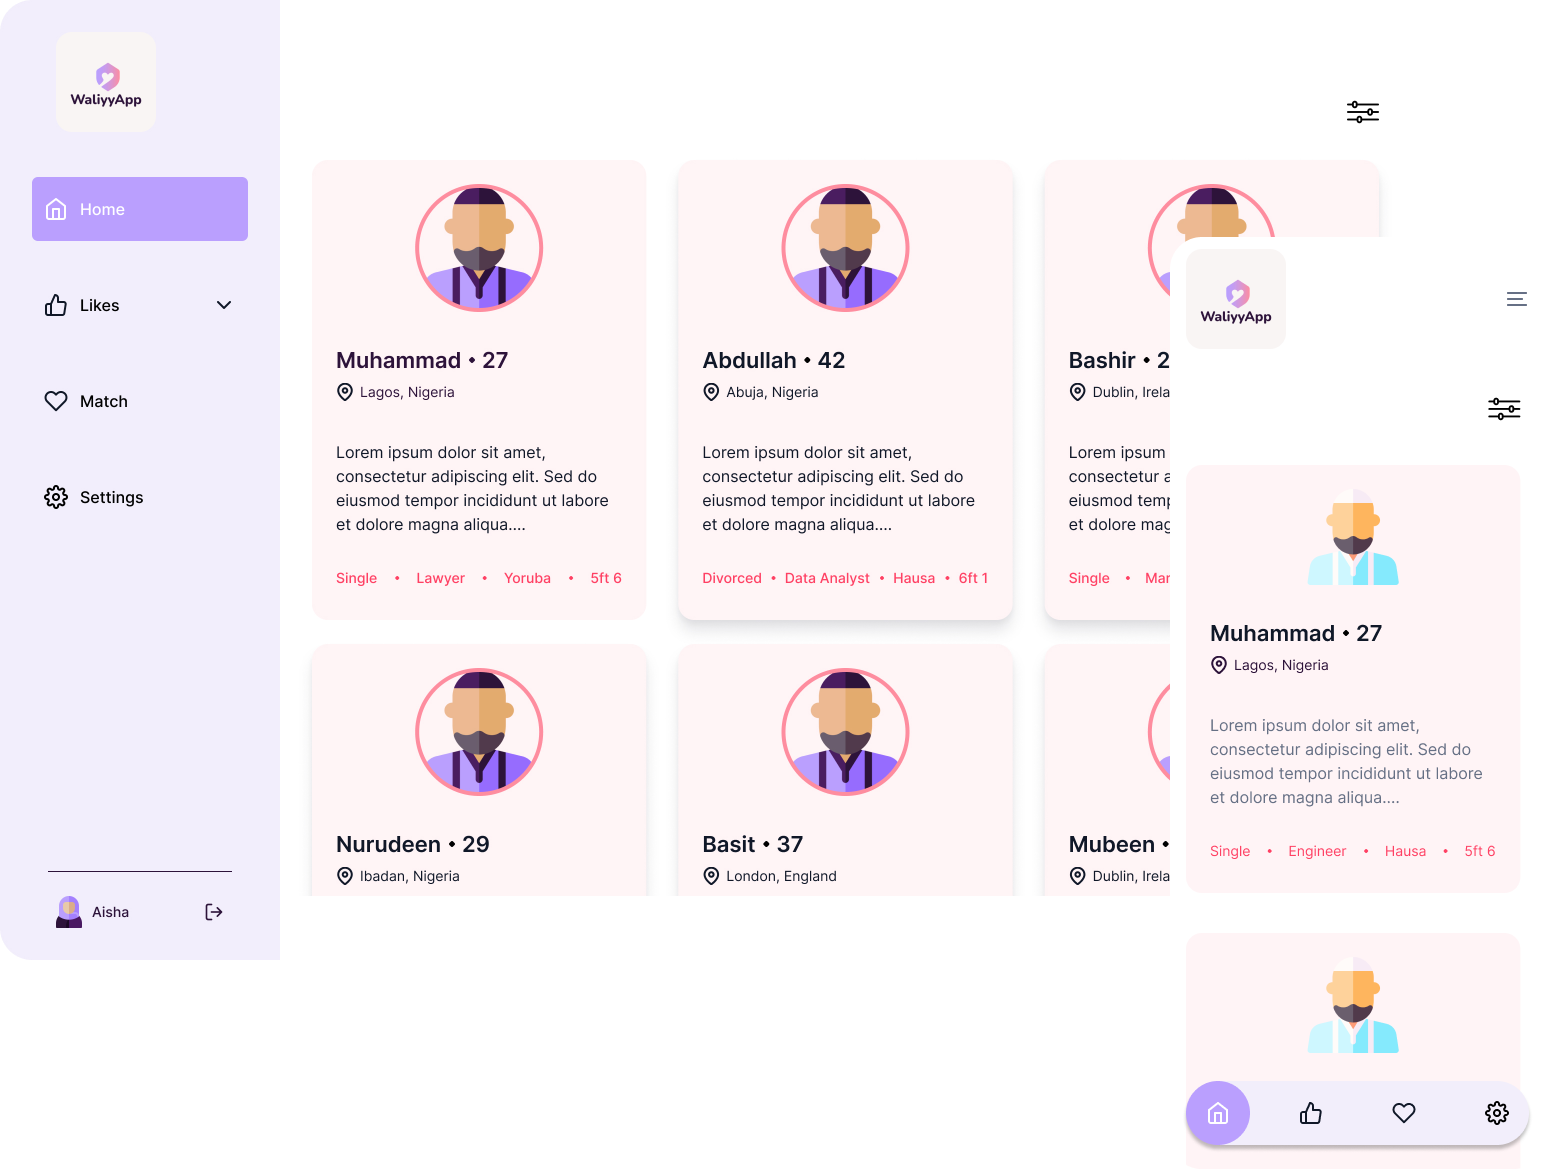 WaliyyApp
Home
Likes
Match
Settings
Aisha
Muhammad • 27
Lagos, Nigeria
Lorem ipsum dolor sit amet,
consectetur adipiscing elit. Sed do
eiusmod tempor incididunt ut labore
et dolore magna aliqua....
Single • Lawyer • Yoruba • 5ft 6
Abdullah • 42
Abuja, Nigeria
Lorem ipsum dolor sit amet,
consectetur adipiscing elit. Sed do
eiusmod tempor incididunt ut labore
et dolore magna aliqua....
Divorced • Data Analyst • Hausa • 6ft 1
Bashir • 2
Dublin, Irela
Lorem ipsum
consectetur a
eiusmod temp
et dolore mag
Single • Mar
Nurudeen • 29
Ibadan, Nigeria
Basit • 37
London, England
Mubeen •
Dublin, Irela
WaliyyApp
Muhammad • 27
Lagos, Nigeria
Lorem ipsum dolor sit amet,
consectetur adipiscing elit. Sed do
eiusmod tempor incididunt ut labore
et dolore magna aliqua....
Single • Engineer • Hausa • 5ft 6